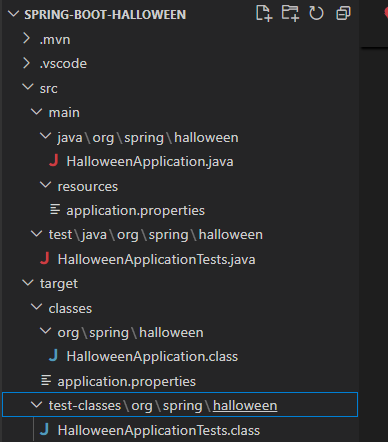 SPRING-BOOT-HALLOWEEN
.mvn
.vscode
src
main
java\org\spring\halloween
J HalloweenApplication.java
resources
application.properties
test\java\org\spring\halloween
J HalloweenApplicationTests.java
target
classes
org\spring\halloween
J HalloweenApplication.class
application.properties
test-classes\org\spring\halloween
J HalloweenApplicationTests.class